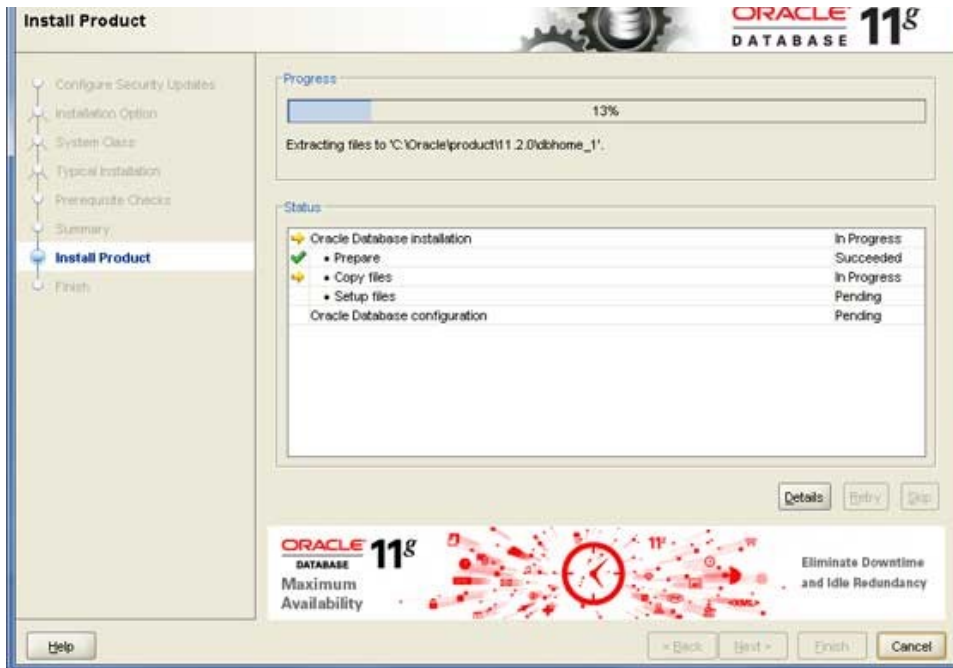 Install Product
ORACLE 11g
DATABASE
Configure Security Updates
Installation Option
System Class
Typical Installation
Prerequisite Checks
Summary
Install Product
Finish
Progress
13%
Extracting files to 'C:\Oracle\product\11.2.0\dbhome_1'.
Status
Oracle Database installation In Progress
• Prepare Succeeded
• Copy files In Progress
• Setup files Pending
Oracle Database configuration Pending
Details Retry Skip
ORACLE 11g
DATABASE
Maximum
Availability
11g
XML
Eliminate Downtime
and Idle Redundancy
Help < Back Next > Finish Cancel